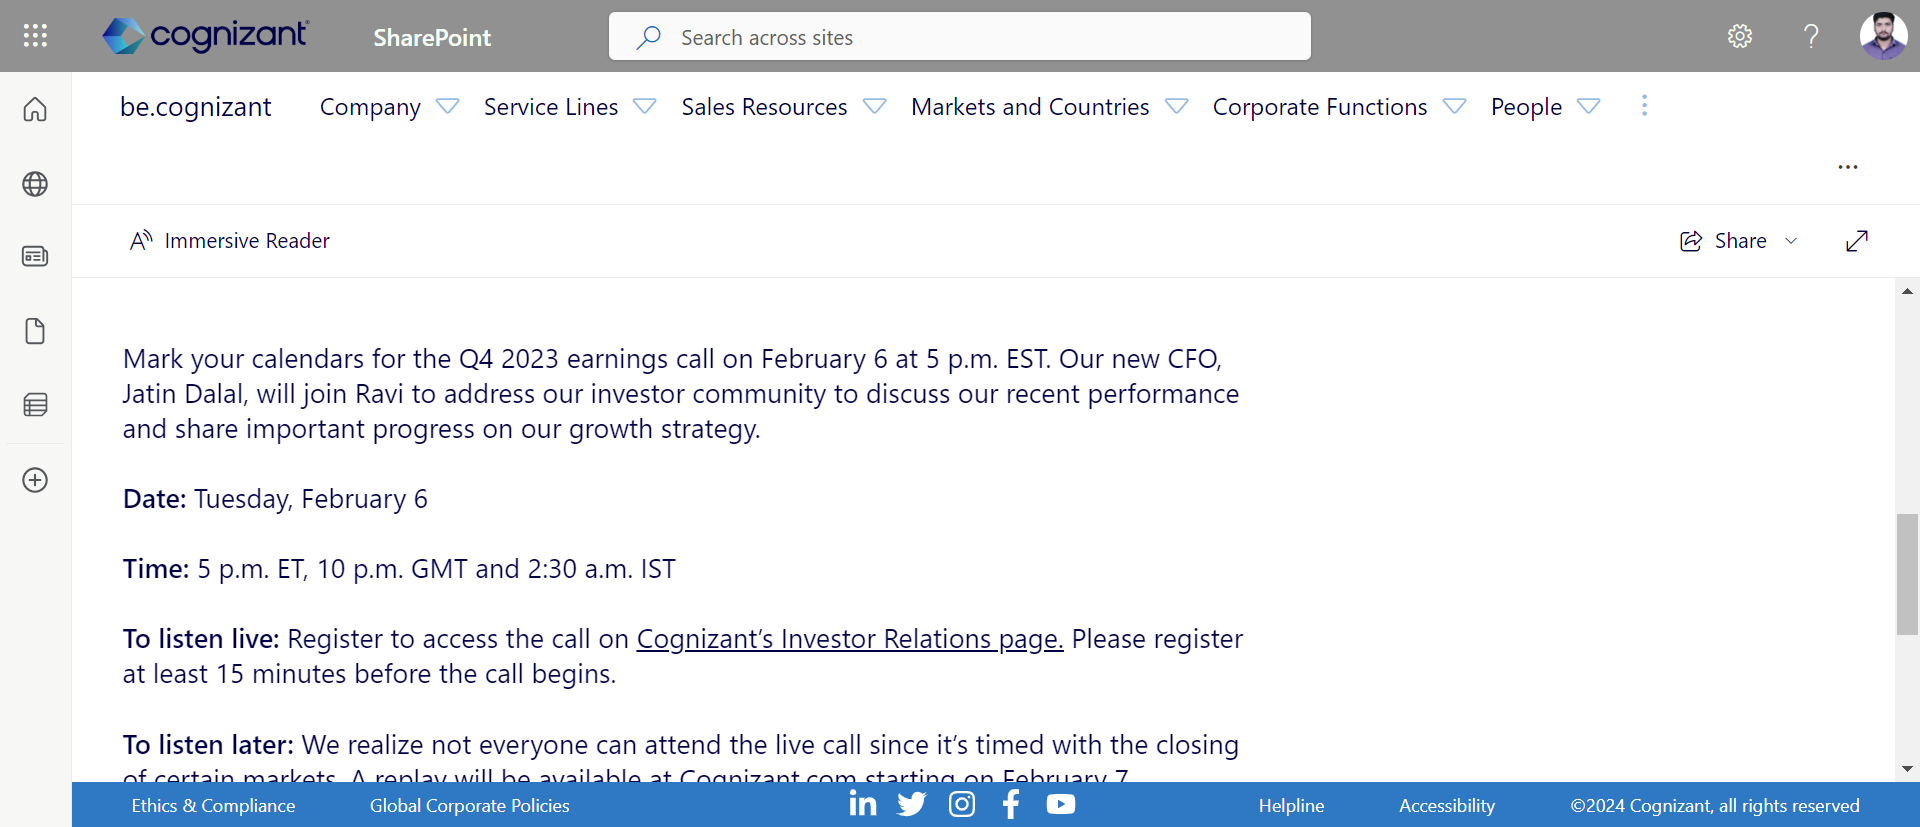 cognizant SharePoint Search across sites
be.cognizant Company Service Lines Sales Resources Markets and Countries Corporate Functions People
Immersive Reader Share
Mark your calendars for the Q4 2023 earnings call on February 6 at 5 p.m. EST. Our new CFO,
Jatin Dalal, will join Ravi to address our investor community to discuss our recent performance
and share important progress on our growth strategy.
Date: Tuesday, February 6
Time: 5 p.m. ET, 10 p.m. GMT and 2:30 a.m. IST
To listen live: Register to access the call on Cognizant’s Investor Relations page. Please register
at least 15 minutes before the call begins.
To listen later: We realize not everyone can attend the live call since it’s timed with the closing
of certain markets. A replay will be available at Cognizant.com starting on February 7
Ethics & Compliance Global Corporate Policies Helpline Accessibility ©2024 Cognizant, all rights reserved